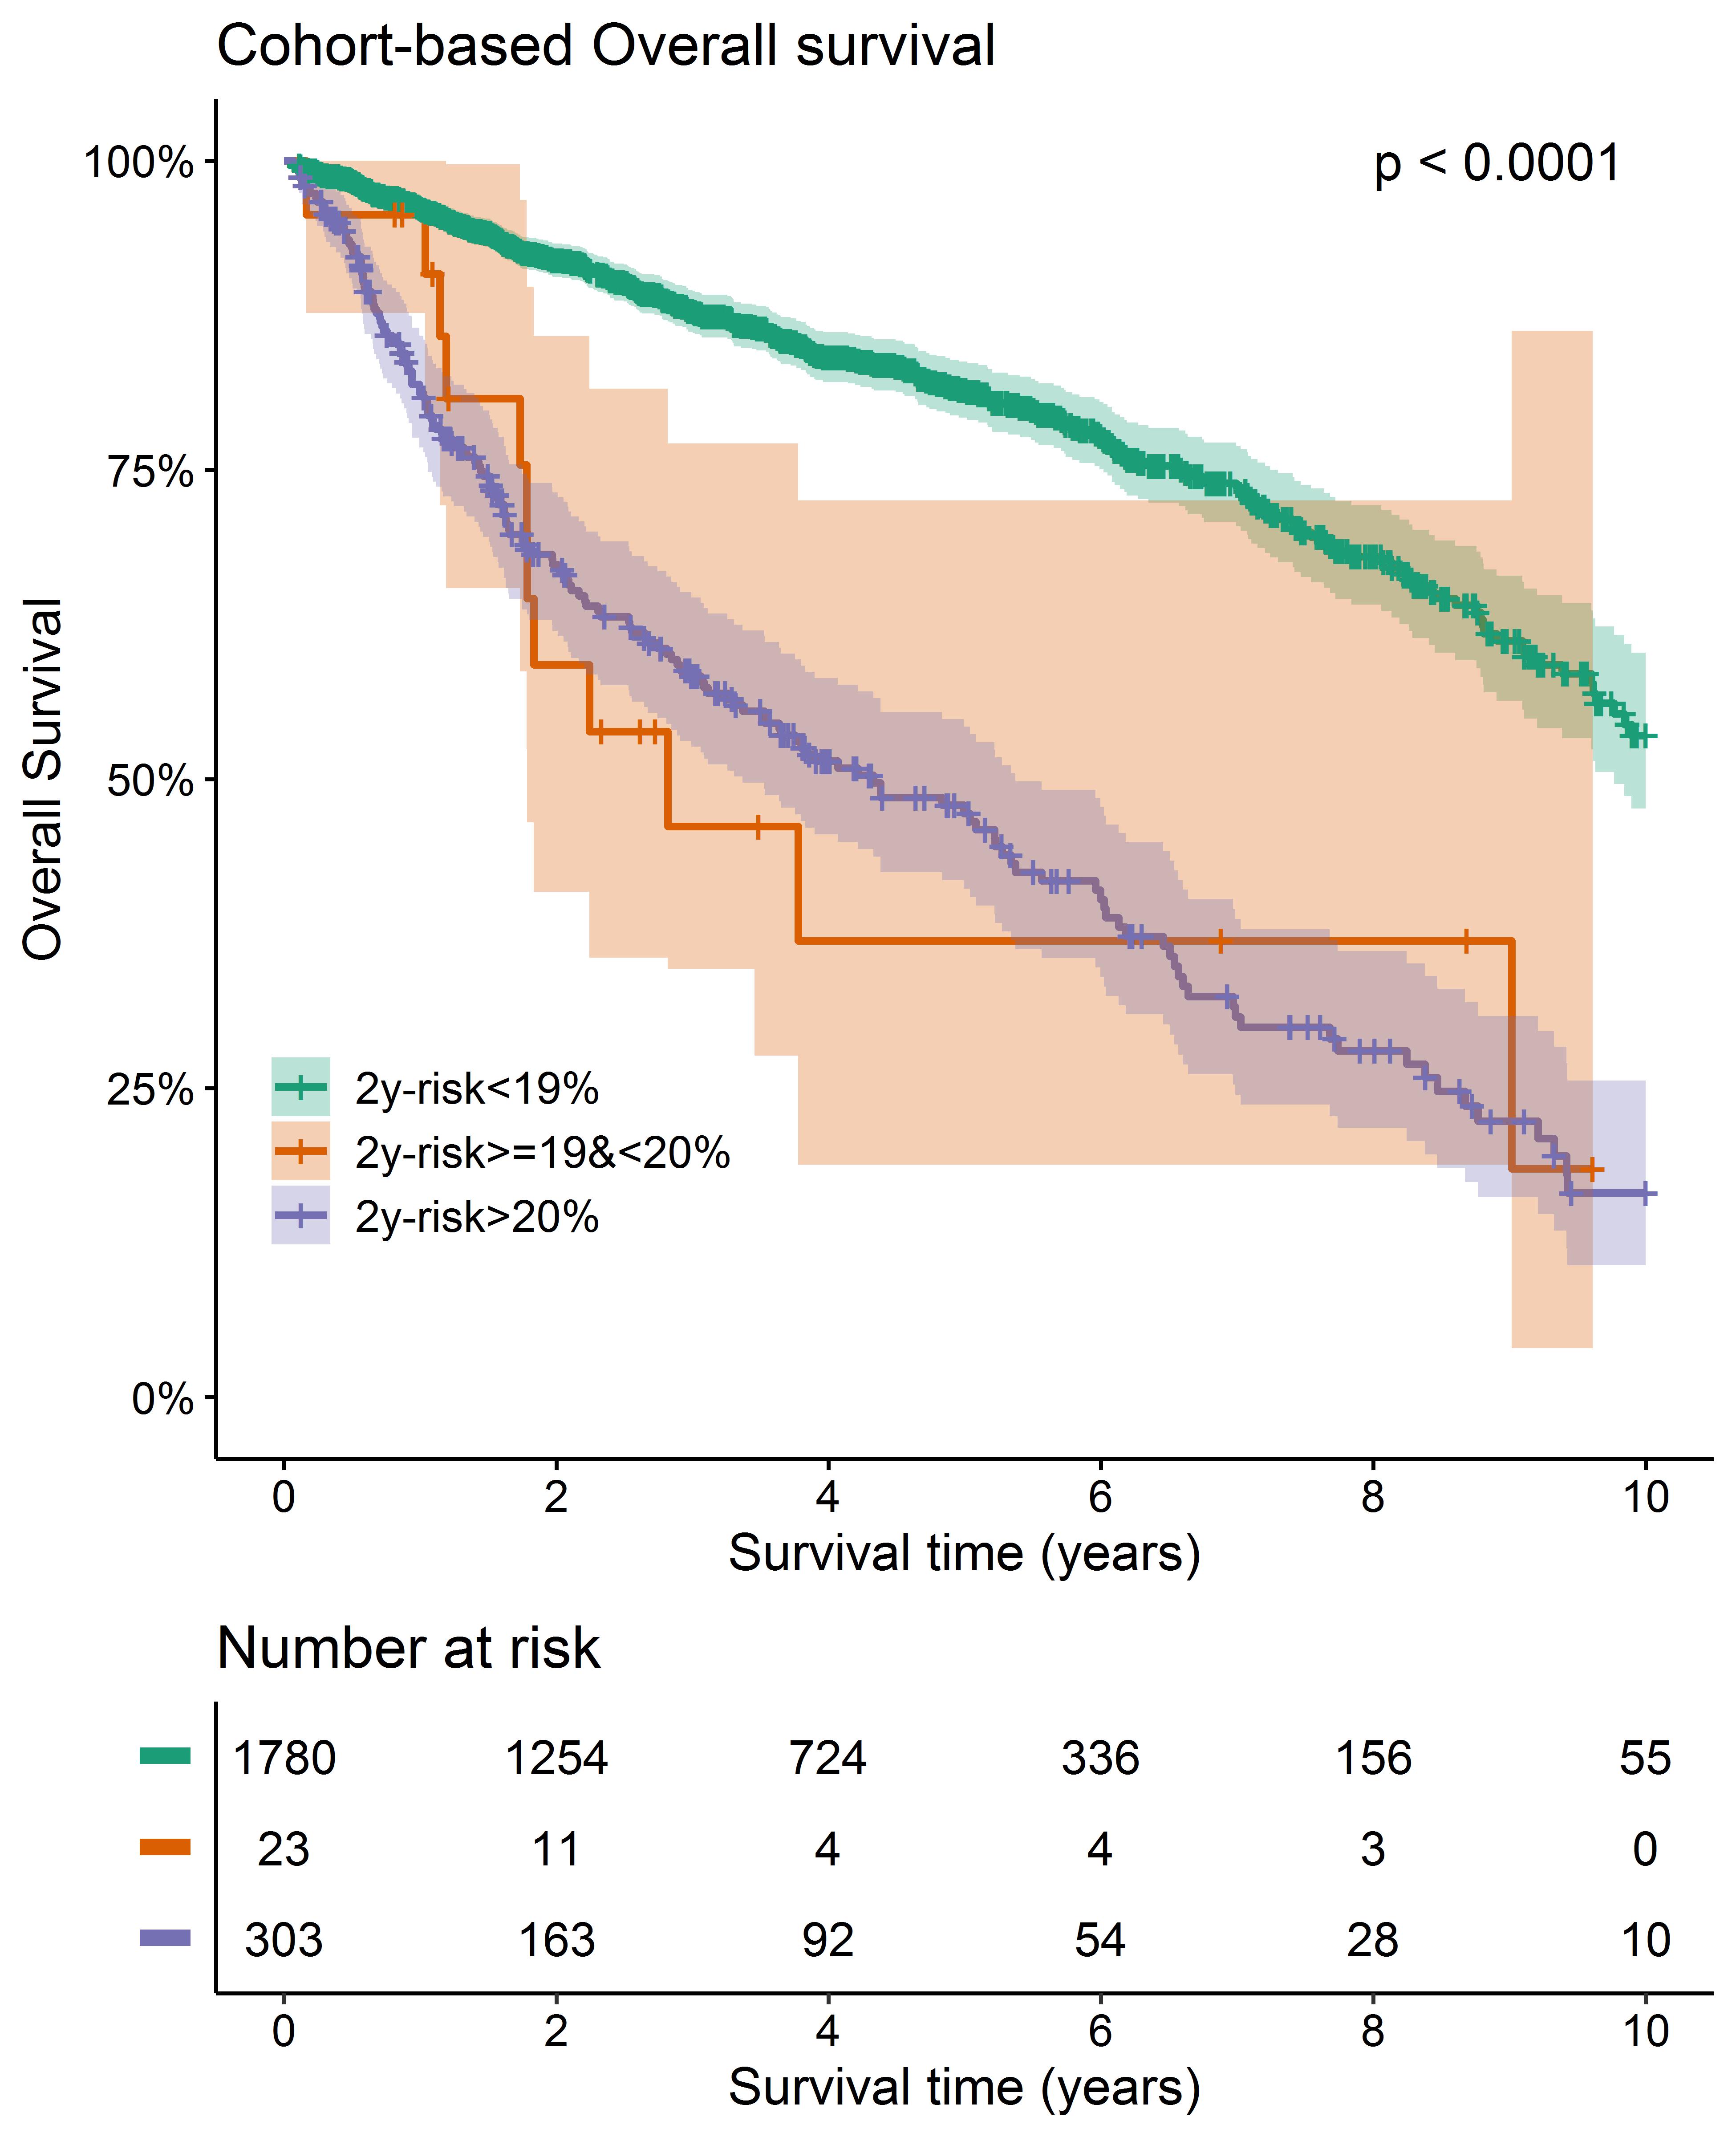 Cohort-based Overall survival
p < 0.0001
100%
75%
50%
25%
0%
Overall Survival
2y-risk<19%
2y-risk>=19&<20%
2y-risk>20%
0 2 4 6 8 10
Survival time (years)
Number at risk
1780 1254 724 336 156 55
23 11 4 4 3 0
303 163 92 54 28 10
0 2 4 6 8 10
Survival time (years)